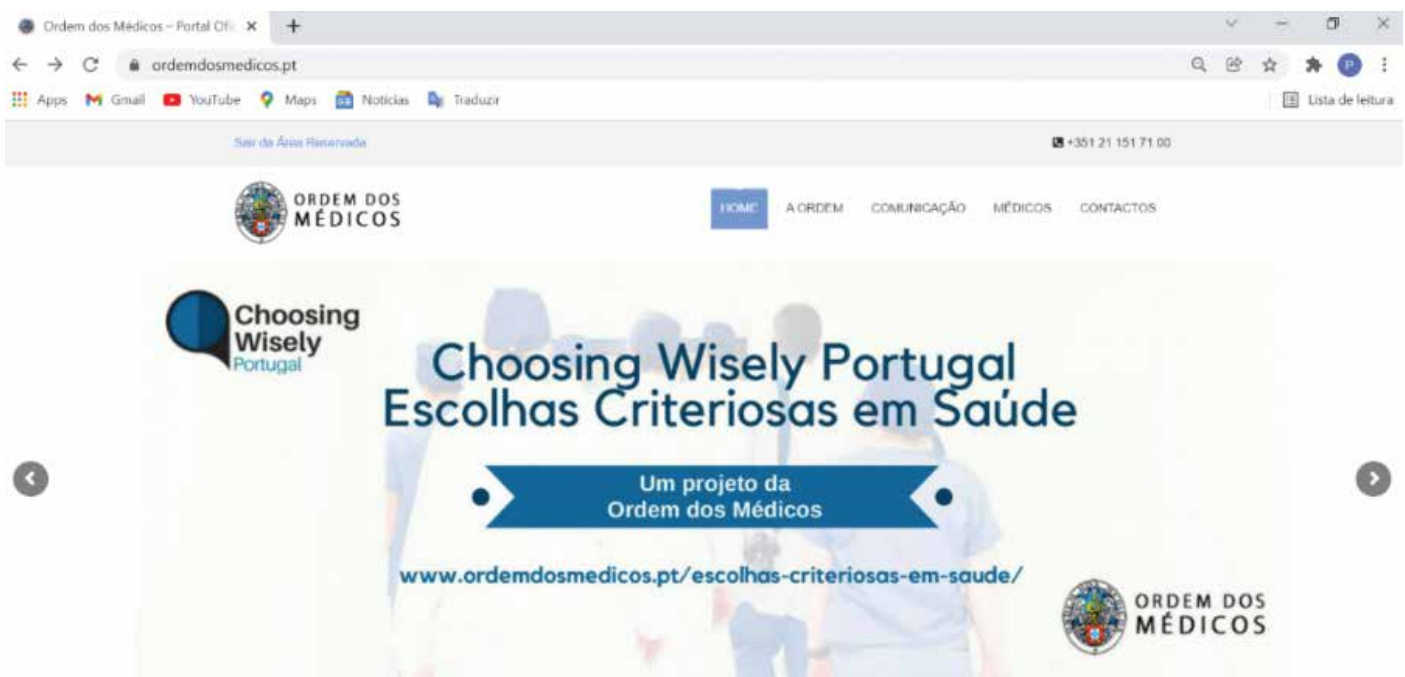 Ordem dos Médicos – Portal Ofi
ordemdosmedicos.pt
Apps Gmail YouTube Maps Notícias Traduzir
Lista de leitura
Sair da Área Reservada
+351 21 151 71 00
ORDEM DOS
MÉDICOS
HOME A ORDEM COMUNICAÇÃO MÉDICOS CONTACTOS
Choosing
Wisely
Portugal
Choosing Wisely Portugal
Escolhas Criteriosas em Saúde
Um projeto da
Ordem dos Médicos
www.ordemdosmedicos.pt/escolhas-criteriosas-em-saude/
ORDEM DOS
MÉDICOS